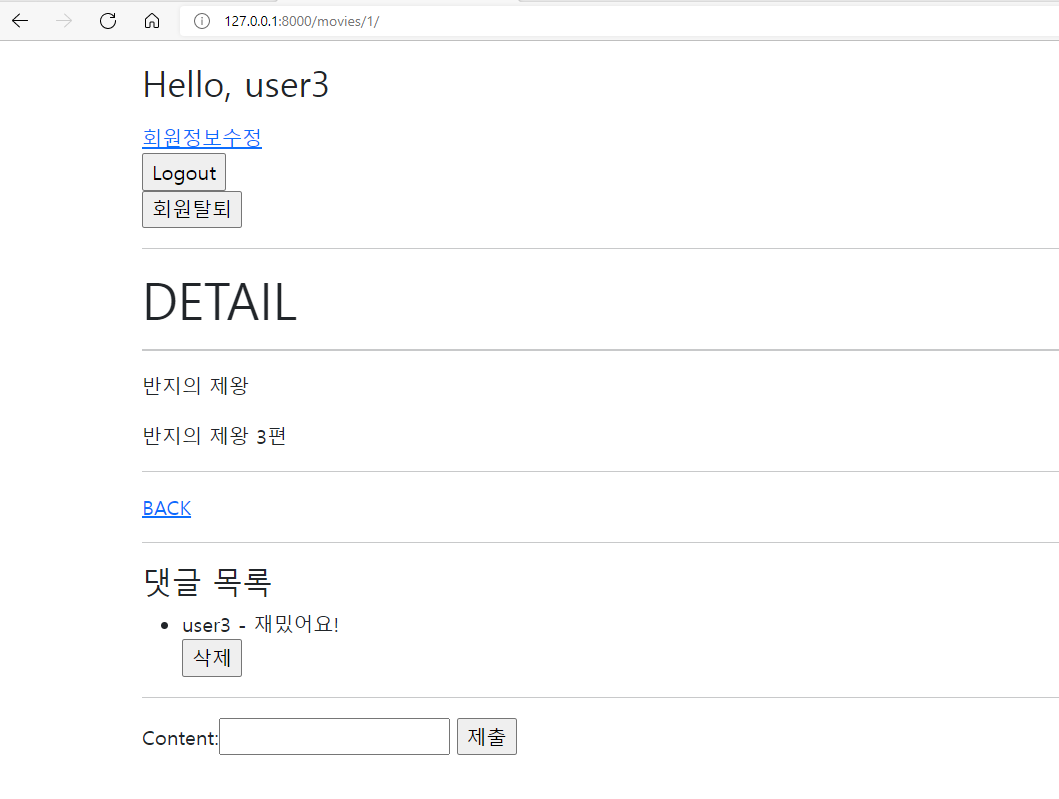 127.0.0.1:8000/movies/1/
Hello, user3
회원정보수정
Logout
회원탈퇴
DETAIL
반지의 제왕
반지의 제왕 3편
BACK
댓글 목록
user3 - 재밌어요!
삭제
Content: 제출